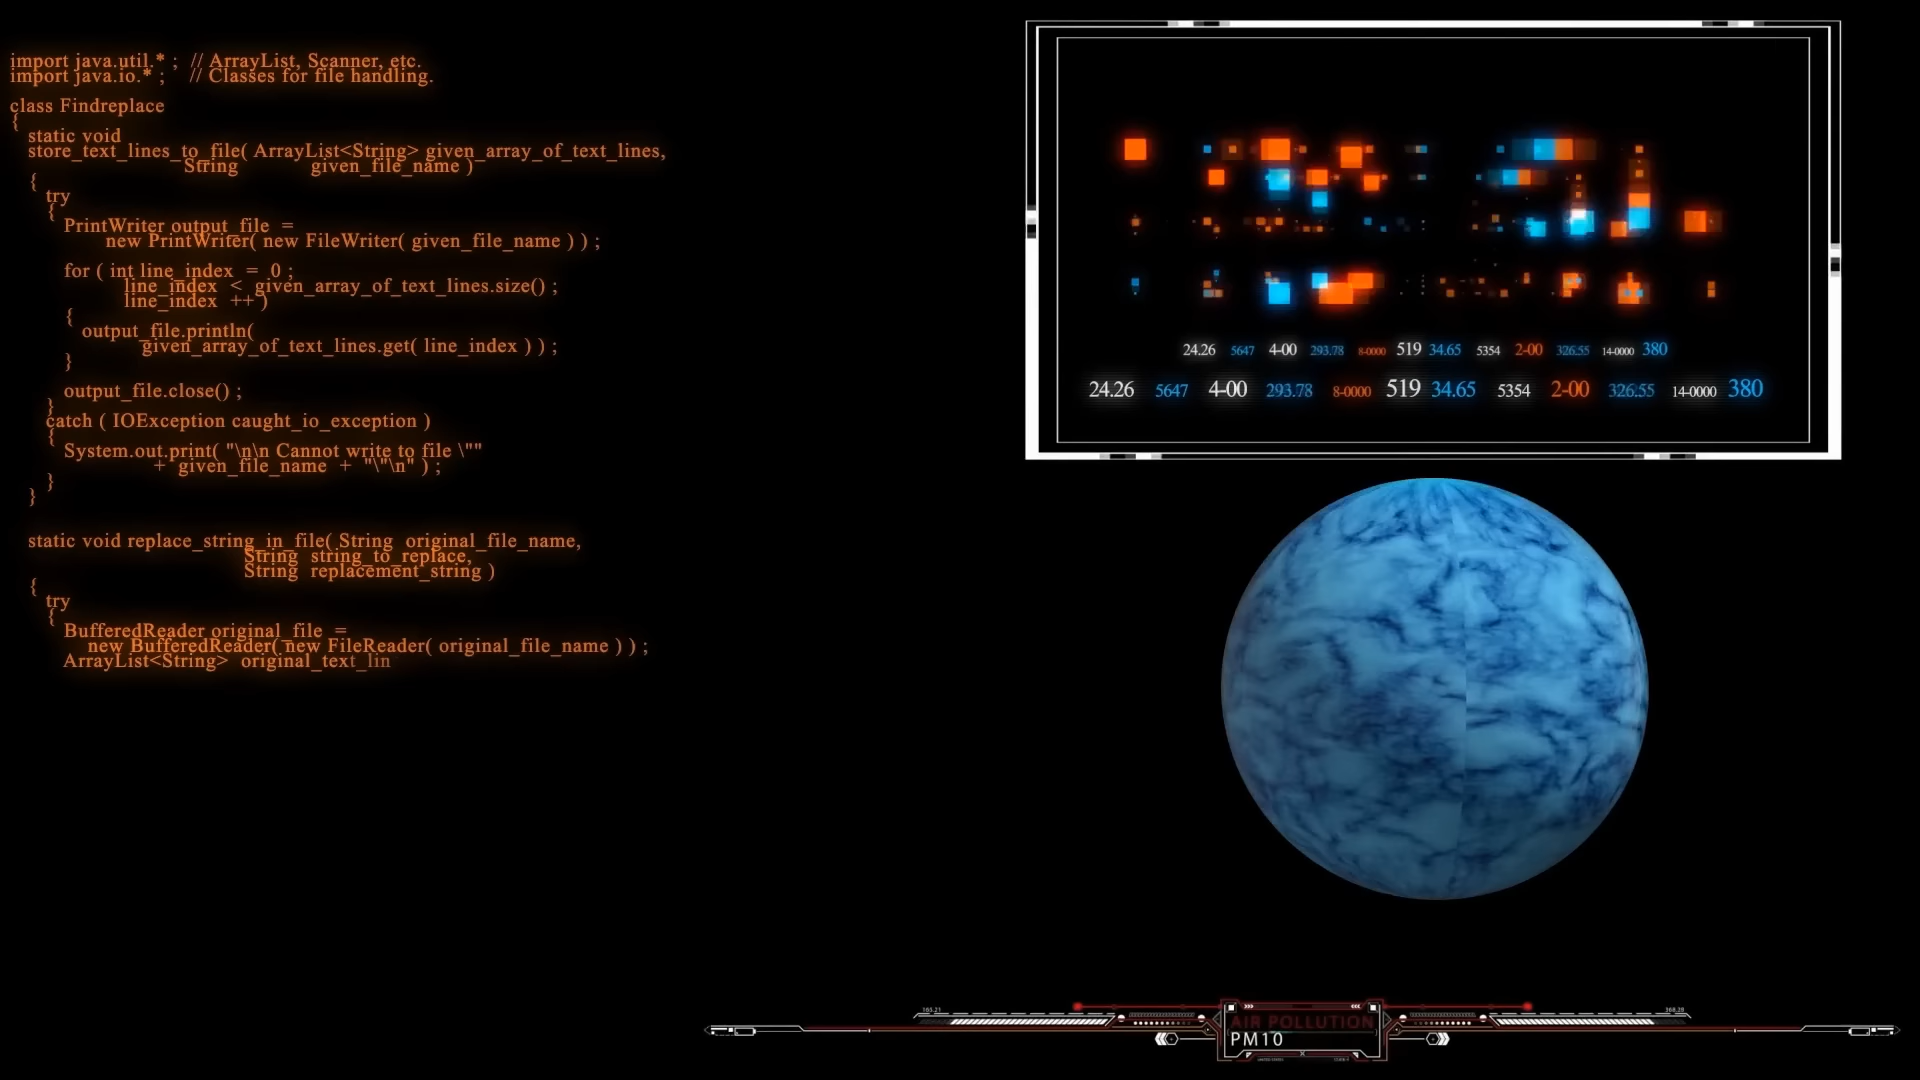 import java.util.* ;  // ArrayList, Scanner, etc.
import java.io.* ;    // Classes for file handling.
class Findreplace
{
static void
store_text_lines_to_file( ArrayList<String> given_array_of_text_lines,
String given_file_name )
{
try
{
PrintWriter output_file =
new PrintWriter( new FileWriter( given_file_name ) ) ;
for ( int line_index = 0 ;
line_index < given_array_of_text_lines.size() ;
line_index ++ )
{
output_file.println(
given_array_of_text_lines.get( line_index ) ) ;
}
output_file.close() ;
}
catch ( IOException caught_io_exception )
{
System.out.print( "\n\n Cannot write to file \""
+ given_file_name + "\"\n" ) ;
}
}
static void replace_string_in_file( String original_file_name,
String string_to_replace,
String replacement_string )
{
try
{
BufferedReader original_file =
new BufferedReader( new FileReader( original_file_name ) ) ;
ArrayList<String> original_text_lin
24.26 5647 4-00 293.78 8-0000 519 34.65 5354 2-00 326.55 14-0000 380
24.26 5647 4-00 293.78 8-0000 519 34.65 5354 2-00 326.55 14-0000 380
165.21
AIR POLLUTION
PM10